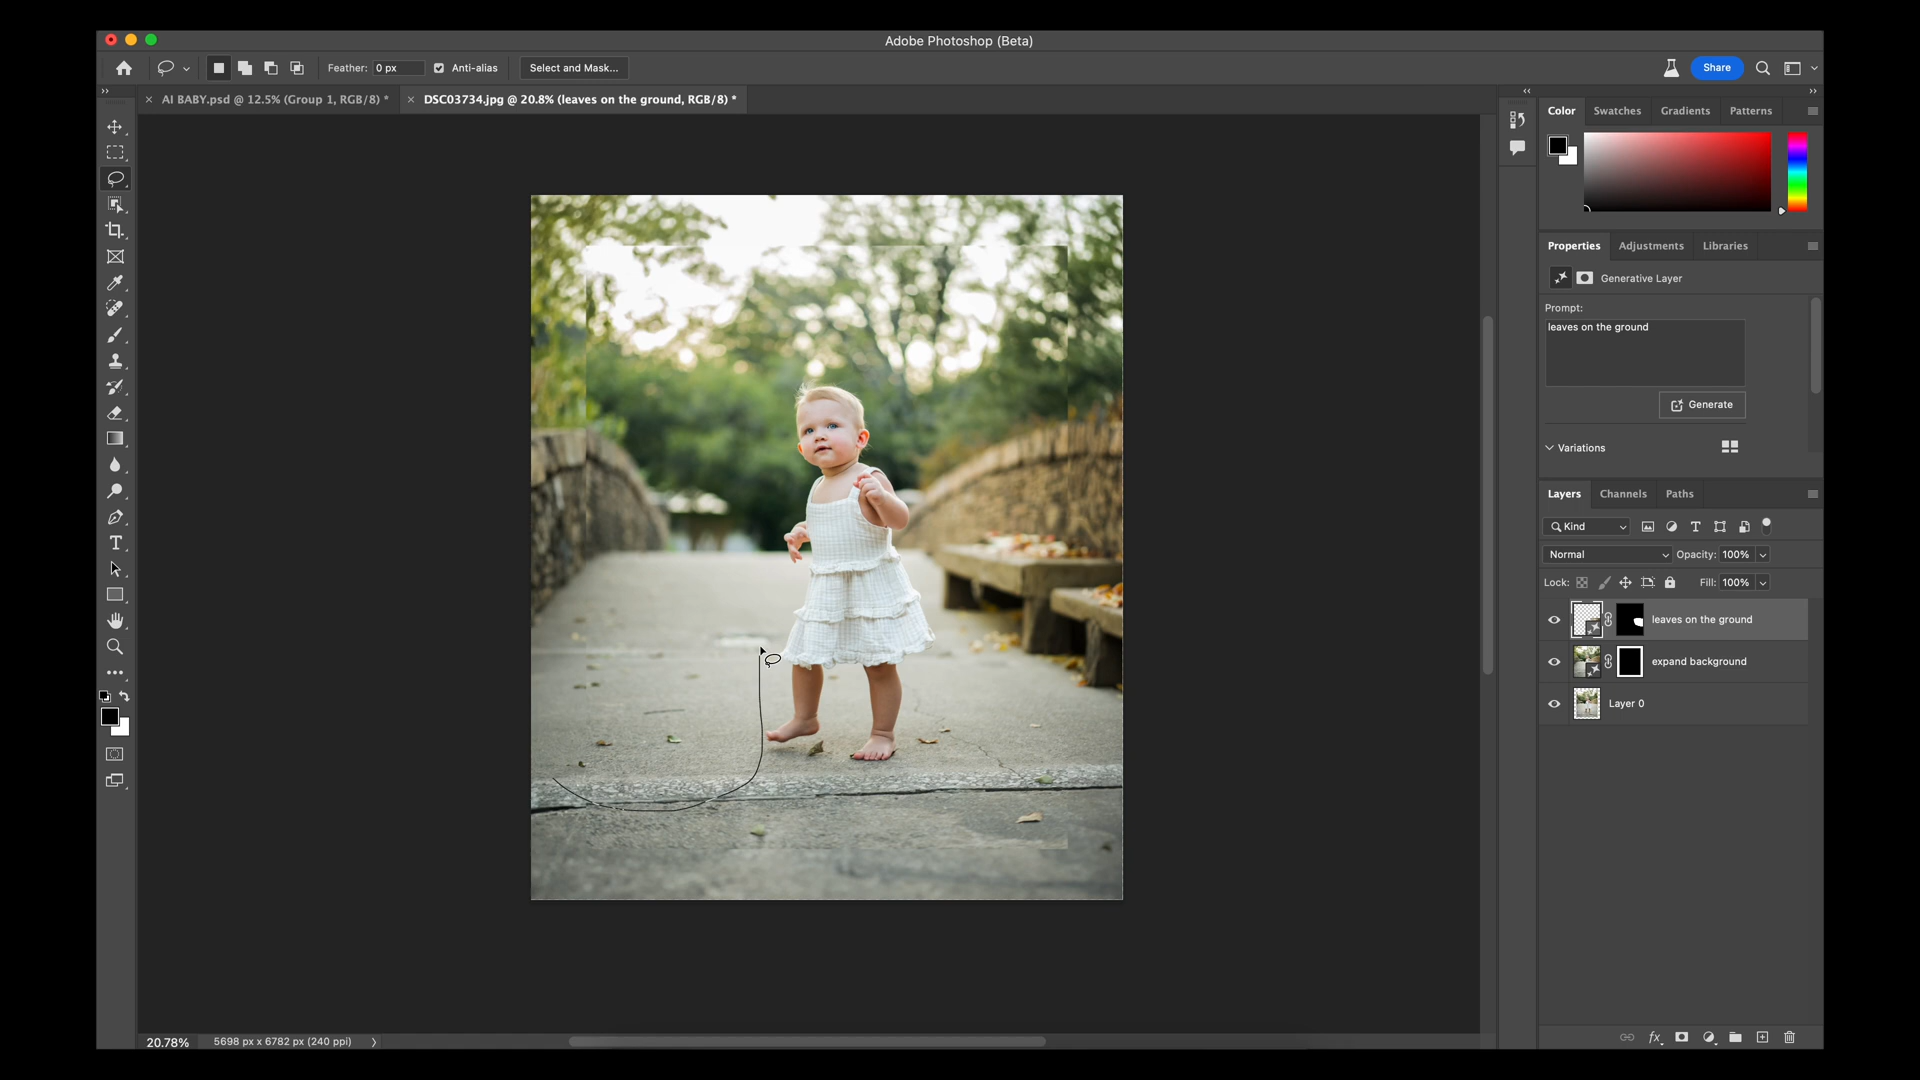 Adobe Photoshop (Beta)
Feather: 0 px Anti-alias Select and Mask... Share
AI BABY.psd @ 12.5% (Group 1, RGB/8) * DSC03734.jpg @ 20.8% (leaves on the ground, RGB/8) *
Color Swatches Gradients Patterns
Properties Adjustments Libraries
Generative Layer
Prompt:
leaves on the ground
Generate
Variations
Layers Channels Paths
Kind
Normal Opacity: 100%
Lock: Fill: 100%
leaves on the ground
expand background
Layer 0
20.78% 5698 px x 6782 px (240 ppi)